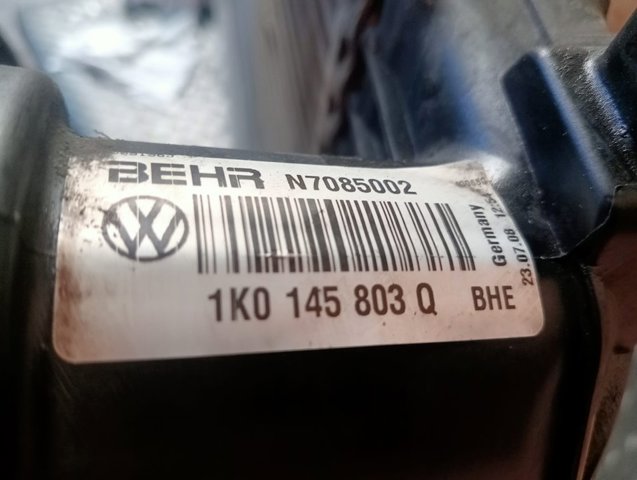 BEHR N7085002
1K0 145 803 Q BHE
Germany
23.07.08